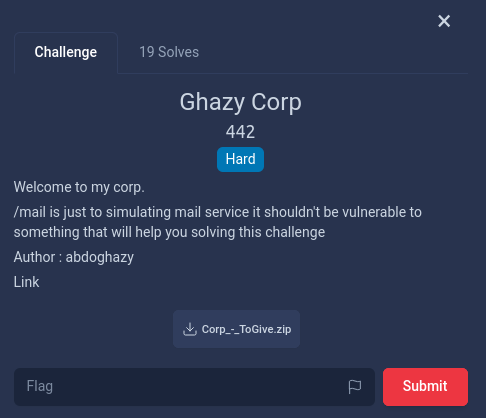 ×
Challenge
19 Solves
Ghazy Corp
442
Hard
Welcome to my corp.
/mail is just to simulating mail service it shouldn't be vulnerable to
something that will help you solving this challenge
Author : abdoghazy
Link
Corp_-_ToGive.zip
Flag
Submit